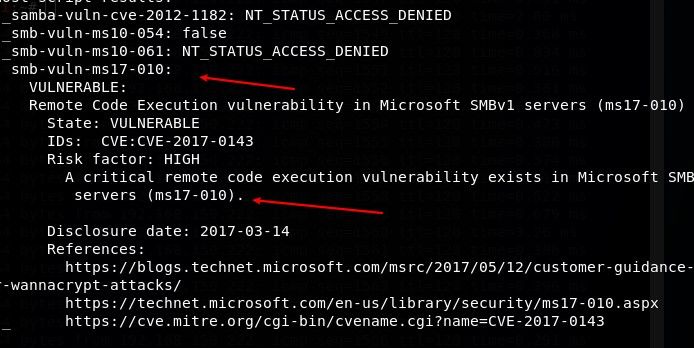 _samba-vuln-cve-2012-1182: NT_STATUS_ACCESS_DENIED
_smb-vuln-ms10-054: false
_smb-vuln-ms10-061: NT_STATUS_ACCESS_DENIED
smb-vuln-ms17-010:
VULNERABLE:
Remote Code Execution vulnerability in Microsoft SMBv1 servers (ms17-010)
State: VULNERABLE
IDs:  CVE:CVE-2017-0143
Risk factor: HIGH
A critical remote code execution vulnerability exists in Microsoft SMB
servers (ms17-010).
Disclosure date: 2017-03-14
References:
https://blogs.technet.microsoft.com/msrc/2017/05/12/customer-guidance-
r-wannacrypt-attacks/
https://technet.microsoft.com/en-us/library/security/ms17-010.aspx
_      https://cve.mitre.org/cgi-bin/cvename.cgi?name=CVE-2017-0143